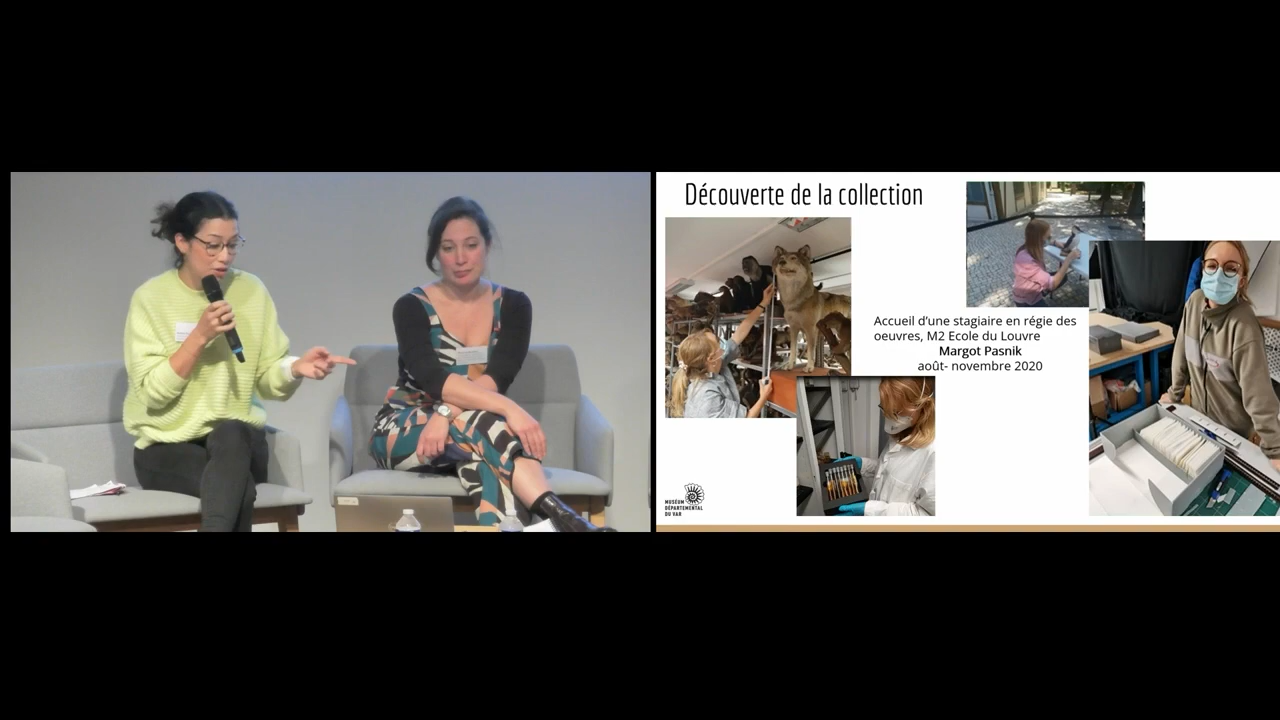 Découverte de la collection
Accueil d'une stagiaire en régie des
oeuvres, M2 Ecole du Louvre
Margot Pasnik
août- novembre 2020
MUSÉUM
DÉPARTEMENTAL
DU VAR